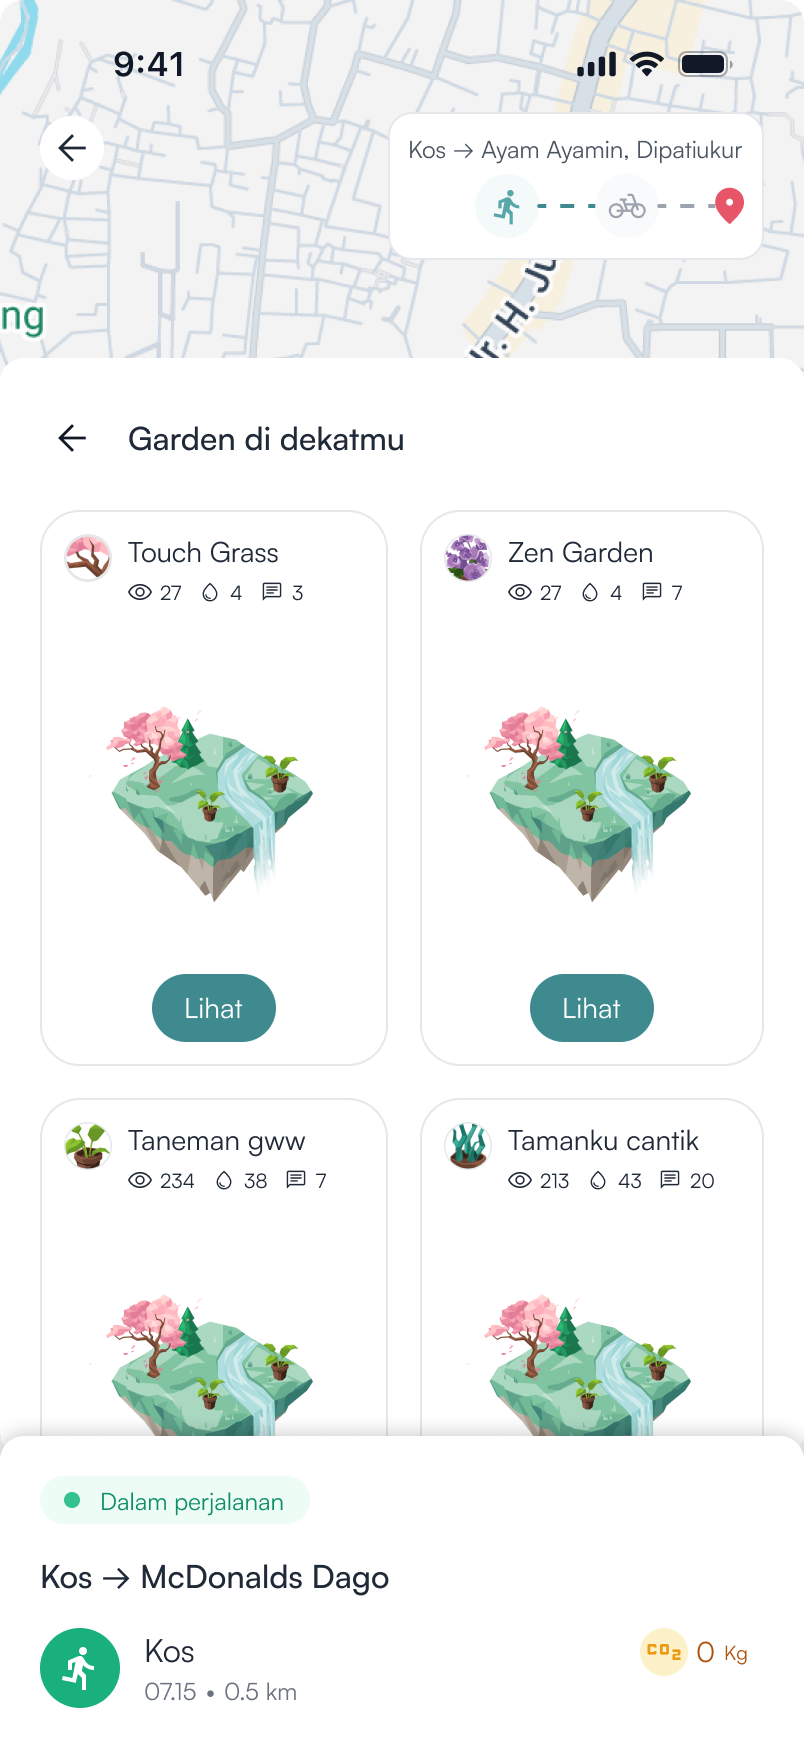 9:41
Kos → Ayam Ayamin, Dipatiukur
ng
Ir. H. Ju
Garden di dekatmu
Touch Grass
27 4 3
Zen Garden
27 4 7
Lihat
Lihat
Taneman gww
234 38 7
Tamanku cantik
213 43 20
Dalam perjalanan
Kos → McDonalds Dago
Kos
07.15 • 0.5 km
CO2 0 Kg